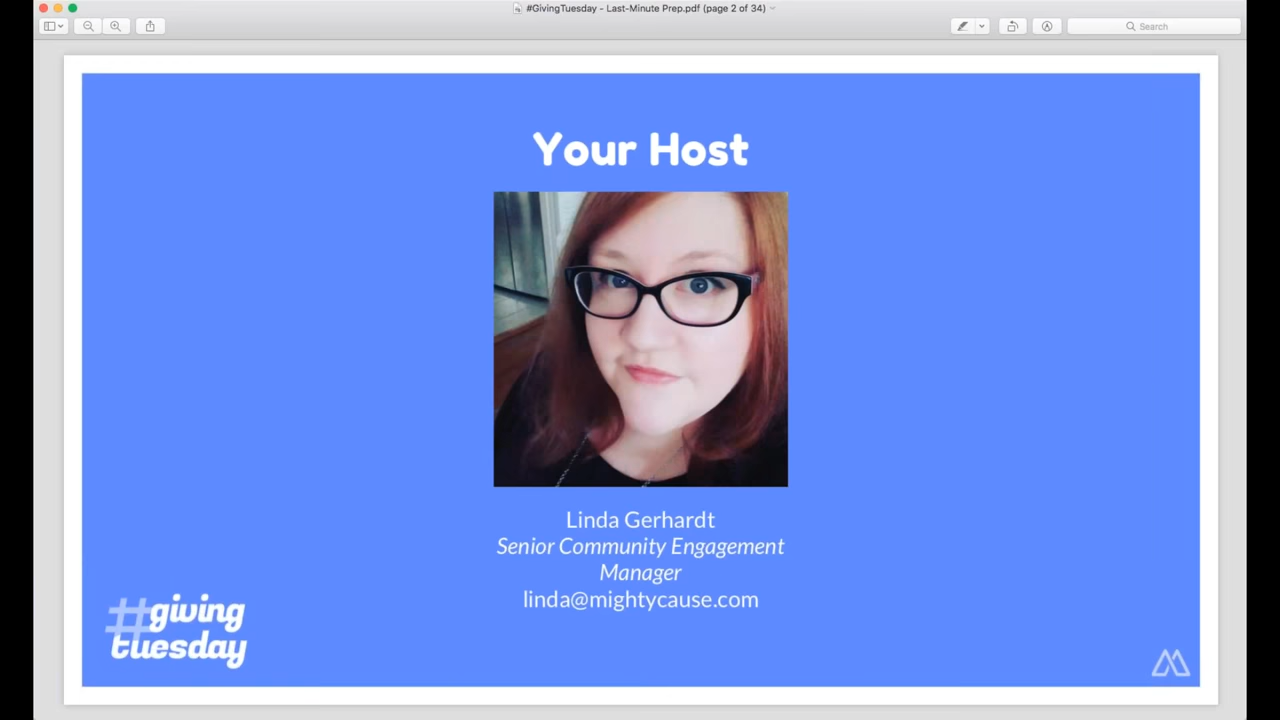 #GivingTuesday - Last-Minute Prep.pdf (page 2 of 34)
Search
Your Host
Linda Gerhardt
Senior Community Engagement
Manager
linda@mightycause.com
#giving
tuesday